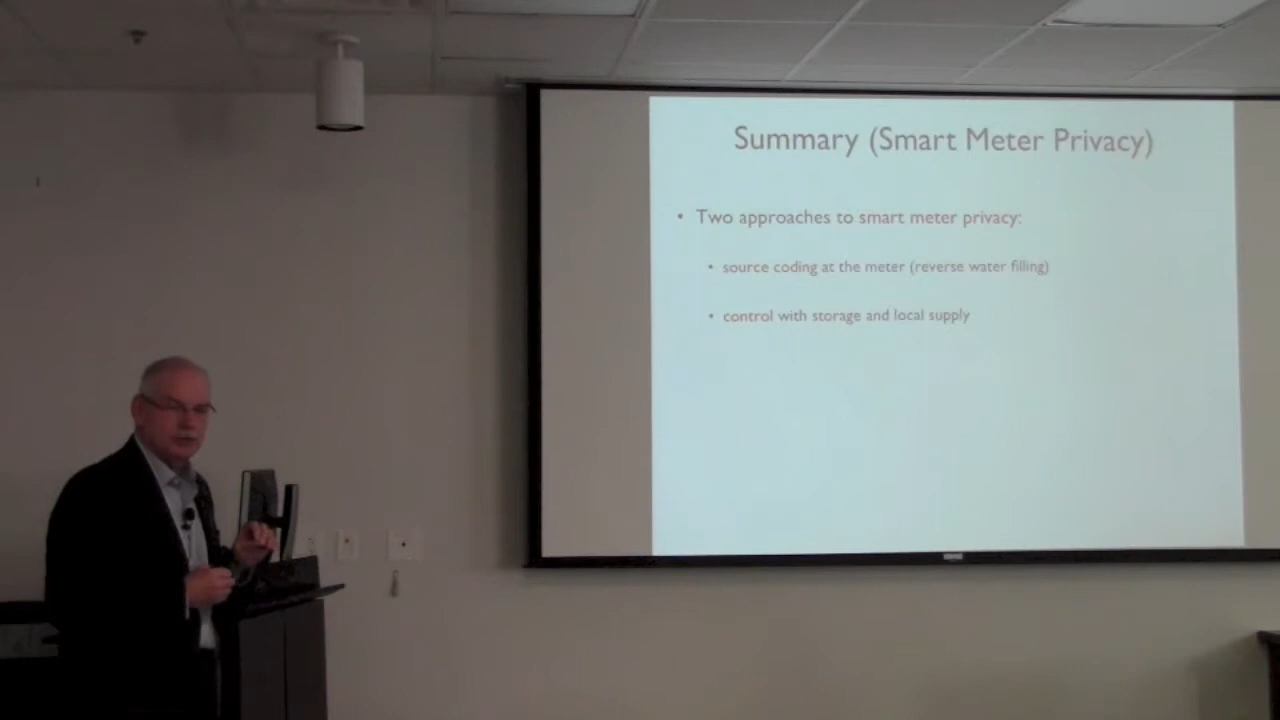 Summary (Smart Meter Privacy)
• Two approaches to smart meter privacy:
• source coding at the meter (reverse water filling)
• control with storage and local supply